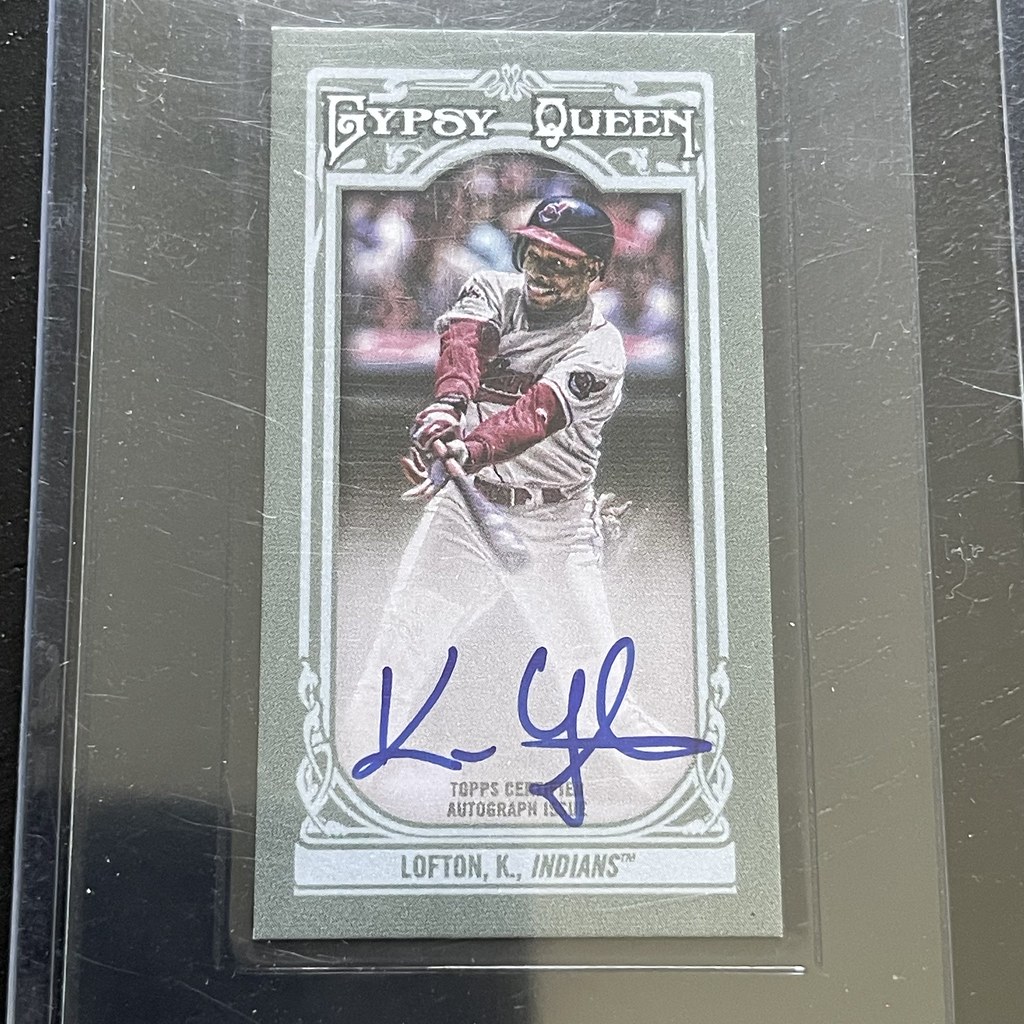 GYPSY QUEEN
K
TOPPS CERTIFIED
AUTOGRAPH ISSUE
LOFTON, K., INDIANS™